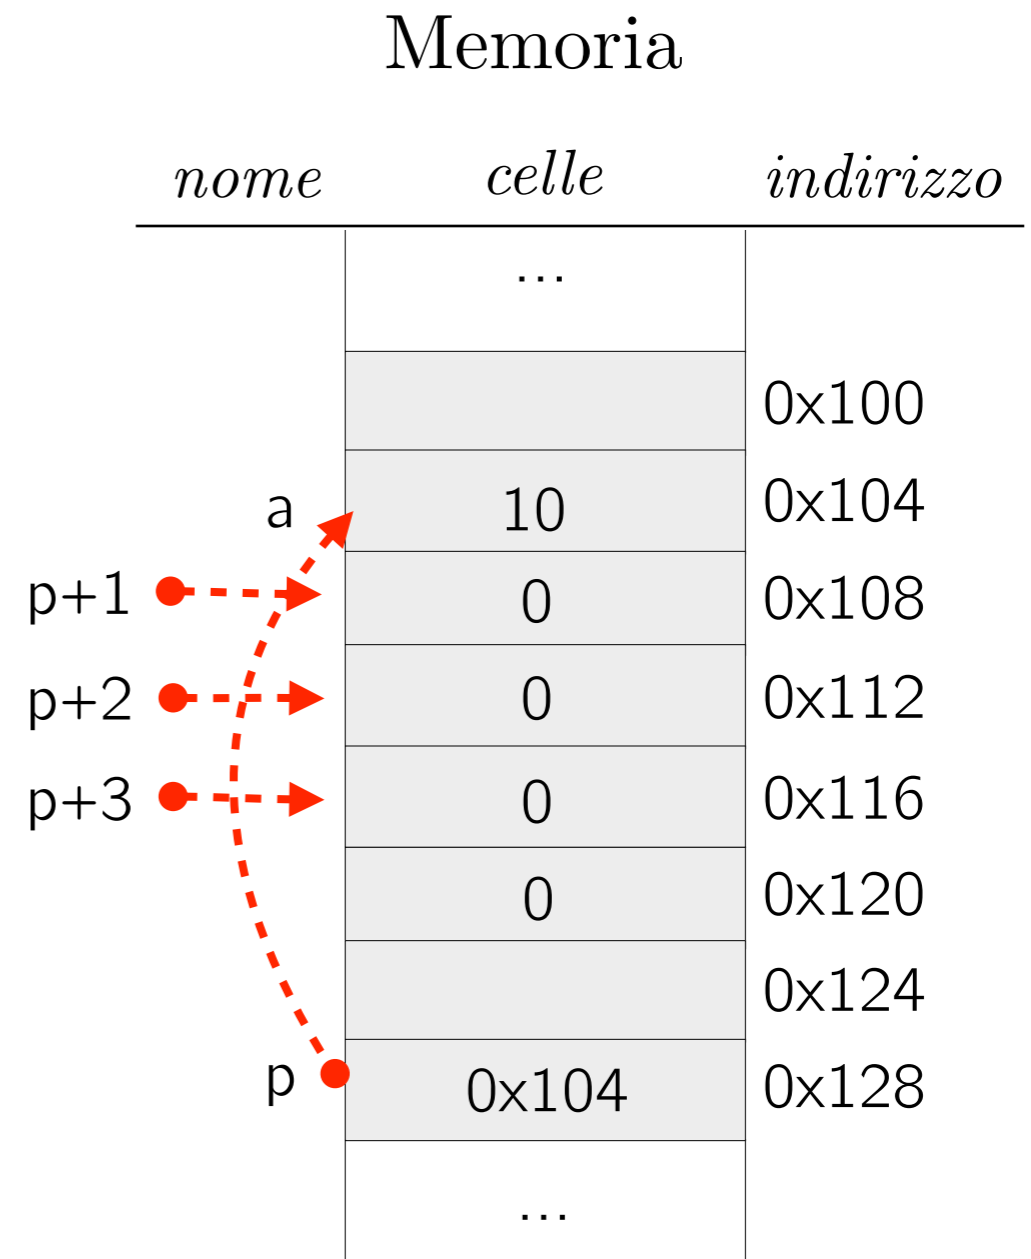 Memoria
nome celle indirizzo
...
0x100
a 10 0x104
p+1 0 0x108
p+2 0 0x112
p+3 0 0x116
0 0x120
0x124
p 0x104 0x128
...